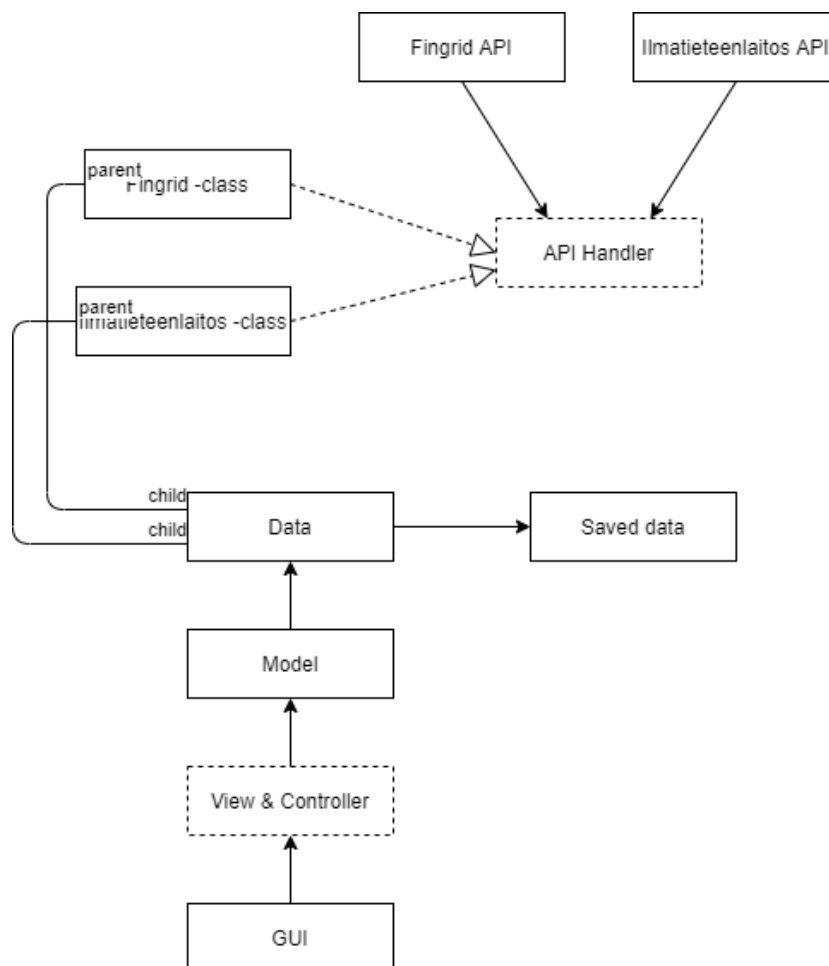 Fingrid API
Ilmatieteenlaitos API
parent
Fingrid -class
API Handler
parent
Ilmatieteenlaitos -class
child
Data
Saved data
child
Model
View & Controller
GUI